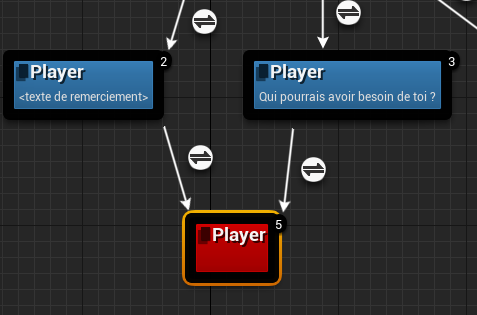 Player 2
<texte de remerciement>
Player 3
Qui pourrais avoir besoin de toi ?
Player 5